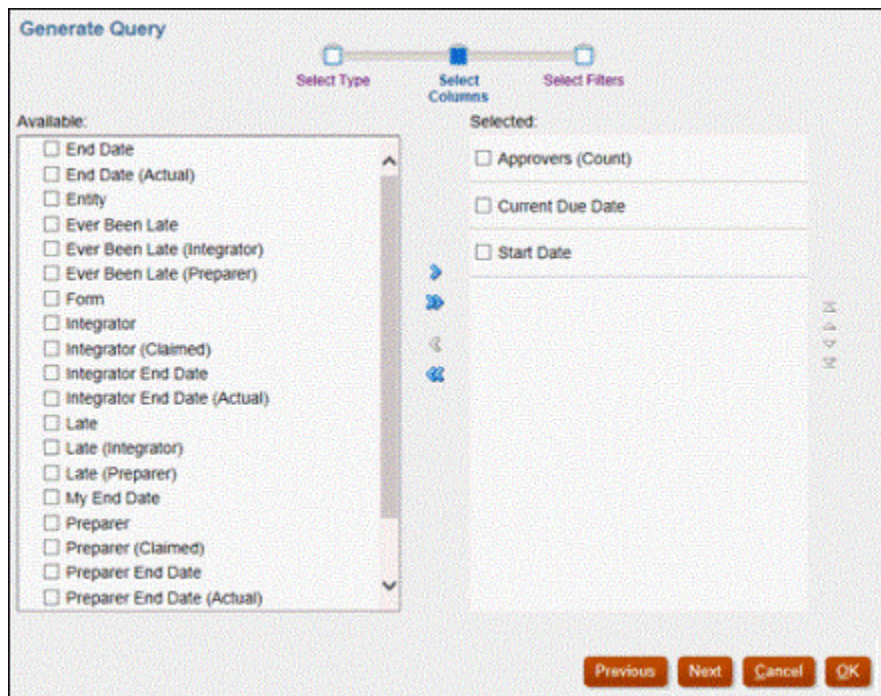 Generate Query
Select Type
Select
Columns
Select Filters
Available:
End Date
End Date (Actual)
Entity
Ever Been Late
Ever Been Late (Integrator)
Ever Been Late (Preparer)
Form
Integrator
Integrator (Claimed)
Integrator End Date
Integrator End Date (Actual)
Late
Late (Integrator)
Late (Preparer)
My End Date
Preparer
Preparer (Claimed)
Preparer End Date
Preparer End Date (Actual)
Selected:
Approvers (Count)
Current Due Date
Start Date
Previous
Next
Cancel
OK